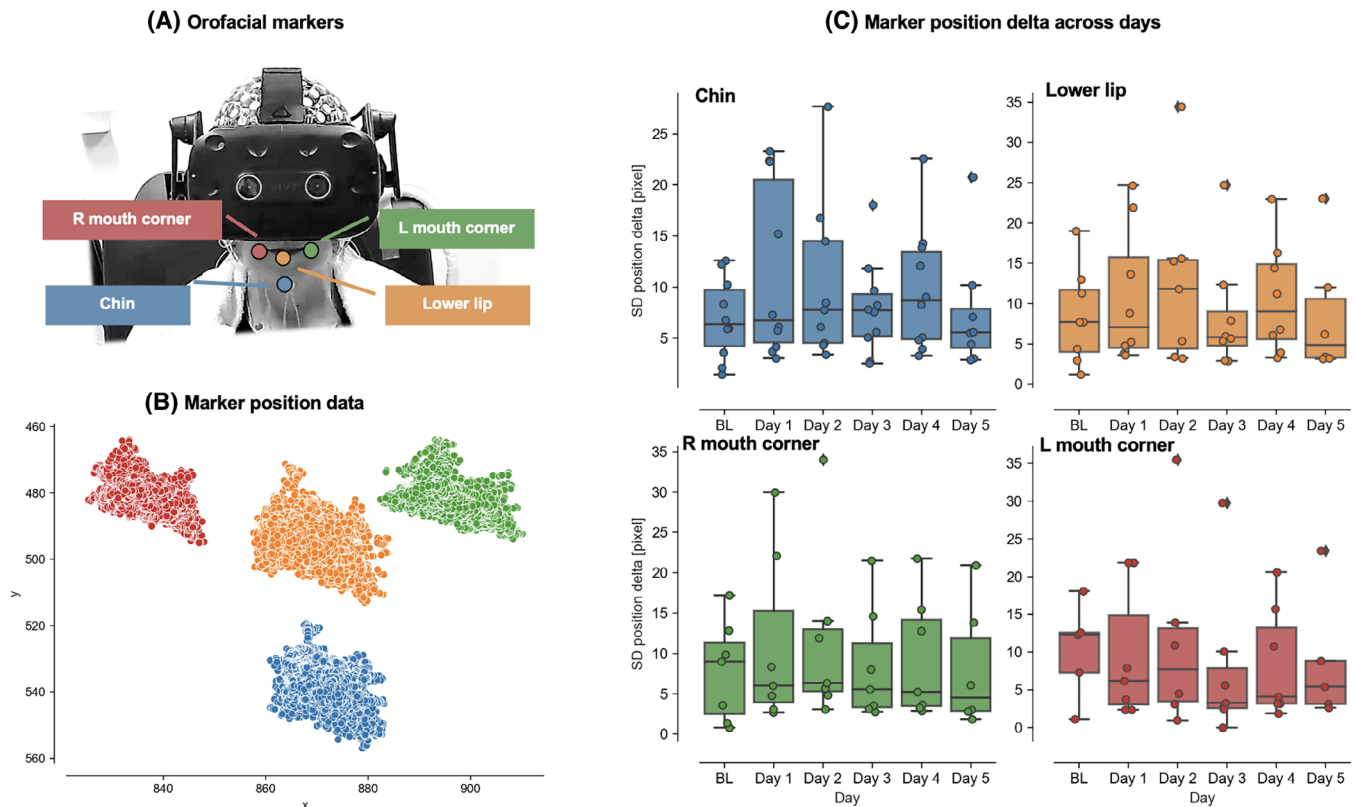 (A) Orofacial markers
VIVE
R mouth corner
L mouth corner
Chin
Lower lip
(B) Marker position data
460
480
500
520
540
560
y
840
860
880
900
x
(C) Marker position delta across days
Chin
SD position delta [pixel]
25
20
15
10
5
BL Day 1 Day 2 Day 3 Day 4 Day 5
Lower lip
35
30
25
20
15
10
5
0
BL Day 1 Day 2 Day 3 Day 4 Day 5
R mouth corner
SD position delta [pixel]
35
30
25
20
15
10
5
0
BL Day 1 Day 2 Day 3 Day 4 Day 5
L mouth corner
35
30
25
20
15
10
5
0
BL Day 1 Day 2 Day 3 Day 4 Day 5
Day